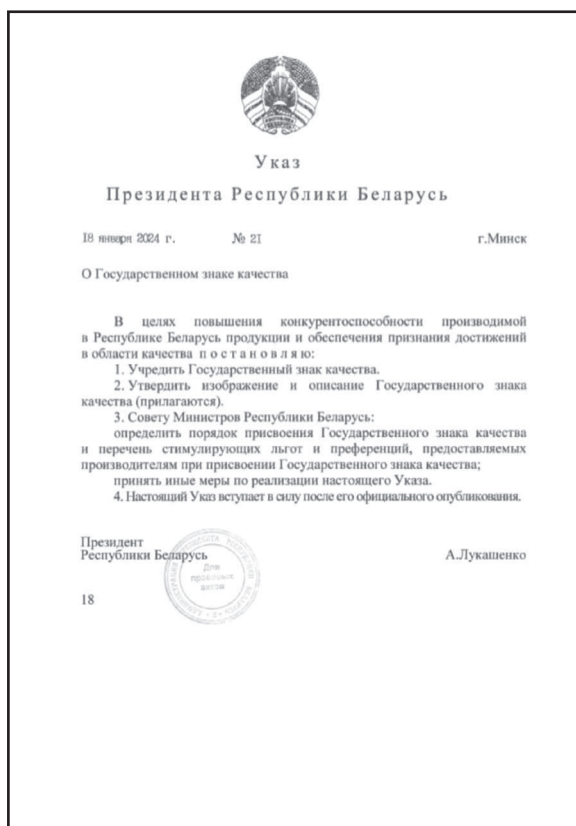 Указ
Президента Республики Беларусь
18 января 2024 г. № 21 г.Минск
О Государственном знаке качества
В целях повышения конкурентоспособности производимой
в Республике Беларусь продукции и обеспечения признания достижений
в области качества п о с т а н о в л я ю:
1. Учредить Государственный знак качества.
2. Утвердить изображение и описание Государственного знака
качества (прилагаются).
3. Совету Министров Республики Беларусь:
определить порядок присвоения Государственного знака качества
и перечень стимулирующих льгот и преференций, предоставляемых
производителям при присвоении Государственного знака качества;
принять иные меры по реализации настоящего Указа.
4. Настоящий Указ вступает в силу после его официального опубликования.
Президент
Республики Беларусь А.Лукашенко
Для
правовых
актов
18